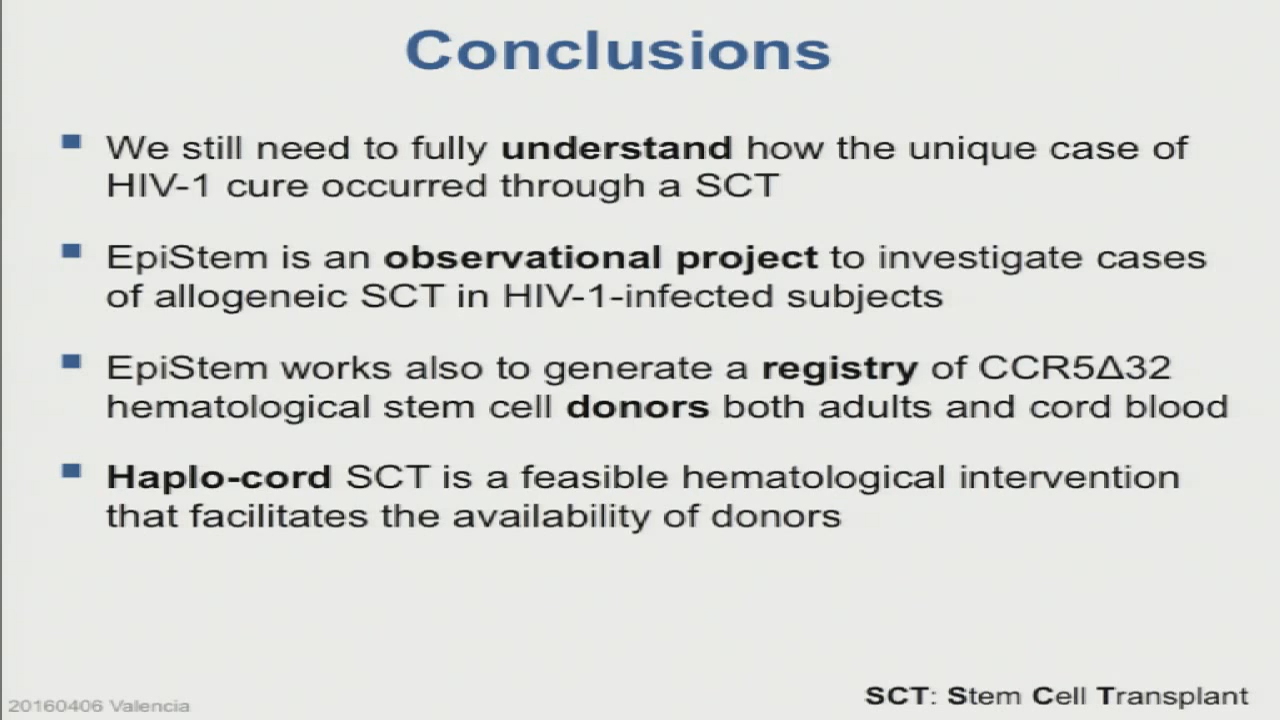 Conclusions
We still need to fully understand how the unique case of
HIV-1 cure occurred through a SCT
EpiStem is an observational project to investigate cases
of allogeneic SCT in HIV-1-infected subjects
EpiStem works also to generate a registry of CCR5Δ32
hematological stem cell donors both adults and cord blood
Haplo-cord SCT is a feasible hematological intervention
that facilitates the availability of donors
SCT: Stem Cell Transplant
20160406 Valencia